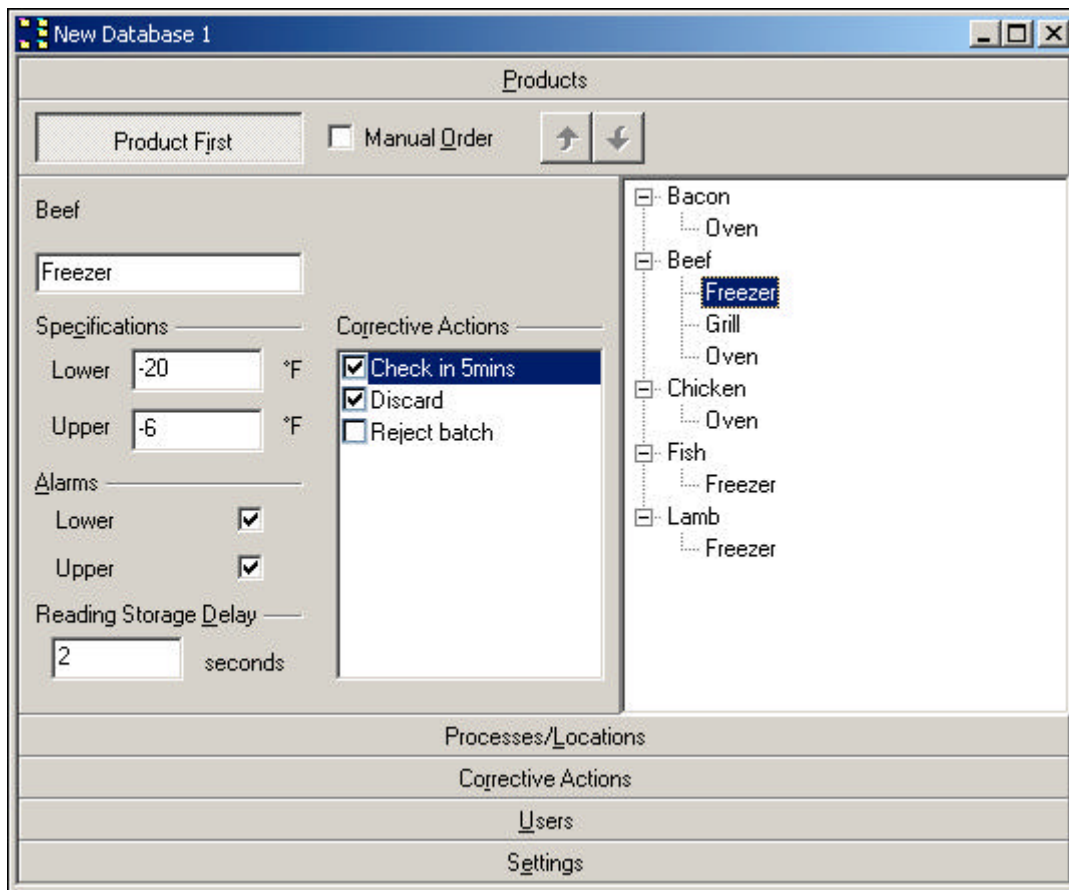 New Database 1
Products
Product First
Manual Order
Beef
Freezer
Specifications
Lower -20 °F
Upper -6 °F
Alarms
Lower
Upper
Reading Storage Delay
2 seconds
Corrective Actions
Check in 5mins
Discard
Reject batch
Bacon
Oven
Beef
Freezer
Grill
Oven
Chicken
Oven
Fish
Freezer
Lamb
Freezer
Processes/Locations
Corrective Actions
Users
Settings